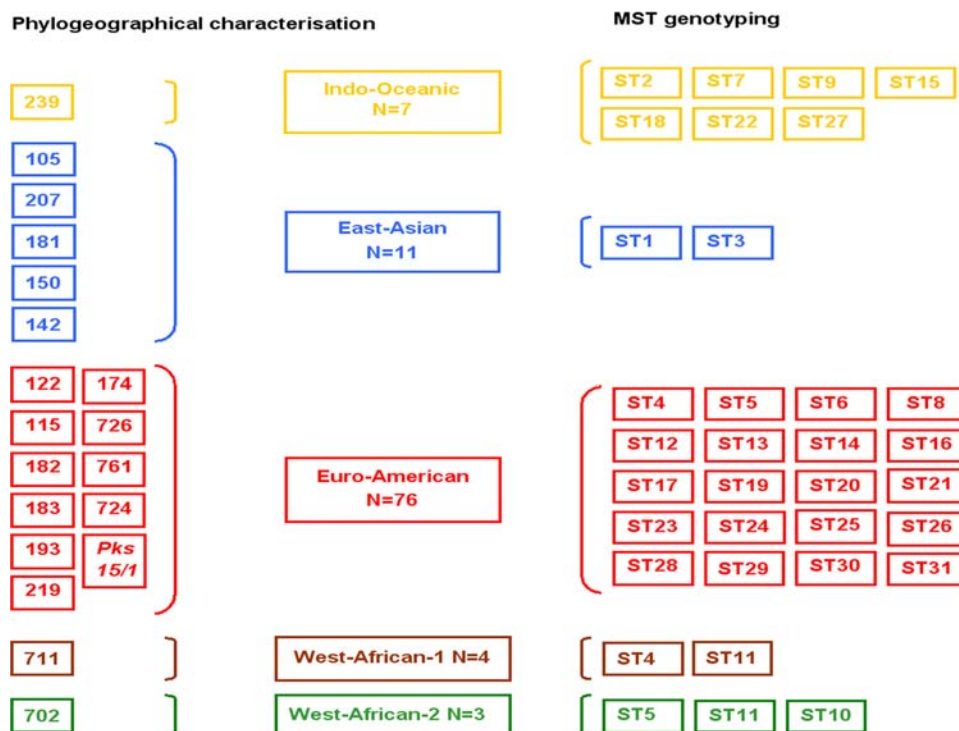 Phylogeographical characterisation
MST genotyping
239
Indo-Oceanic
N=7
ST2 ST7 ST9 ST15
ST18 ST22 ST27
105
207
181
150
142
East-Asian
N=11
ST1 ST3
122 174
115 726
182 761
183 724
193 Pks
15/1
219
Euro-American
N=76
ST4 ST5 ST6 ST8
ST12 ST13 ST14 ST16
ST17 ST19 ST20 ST21
ST23 ST24 ST25 ST26
ST28 ST29 ST30 ST31
711
West-African-1 N=4
ST4 ST11
702
West-African-2 N=3
ST5 ST11 ST10